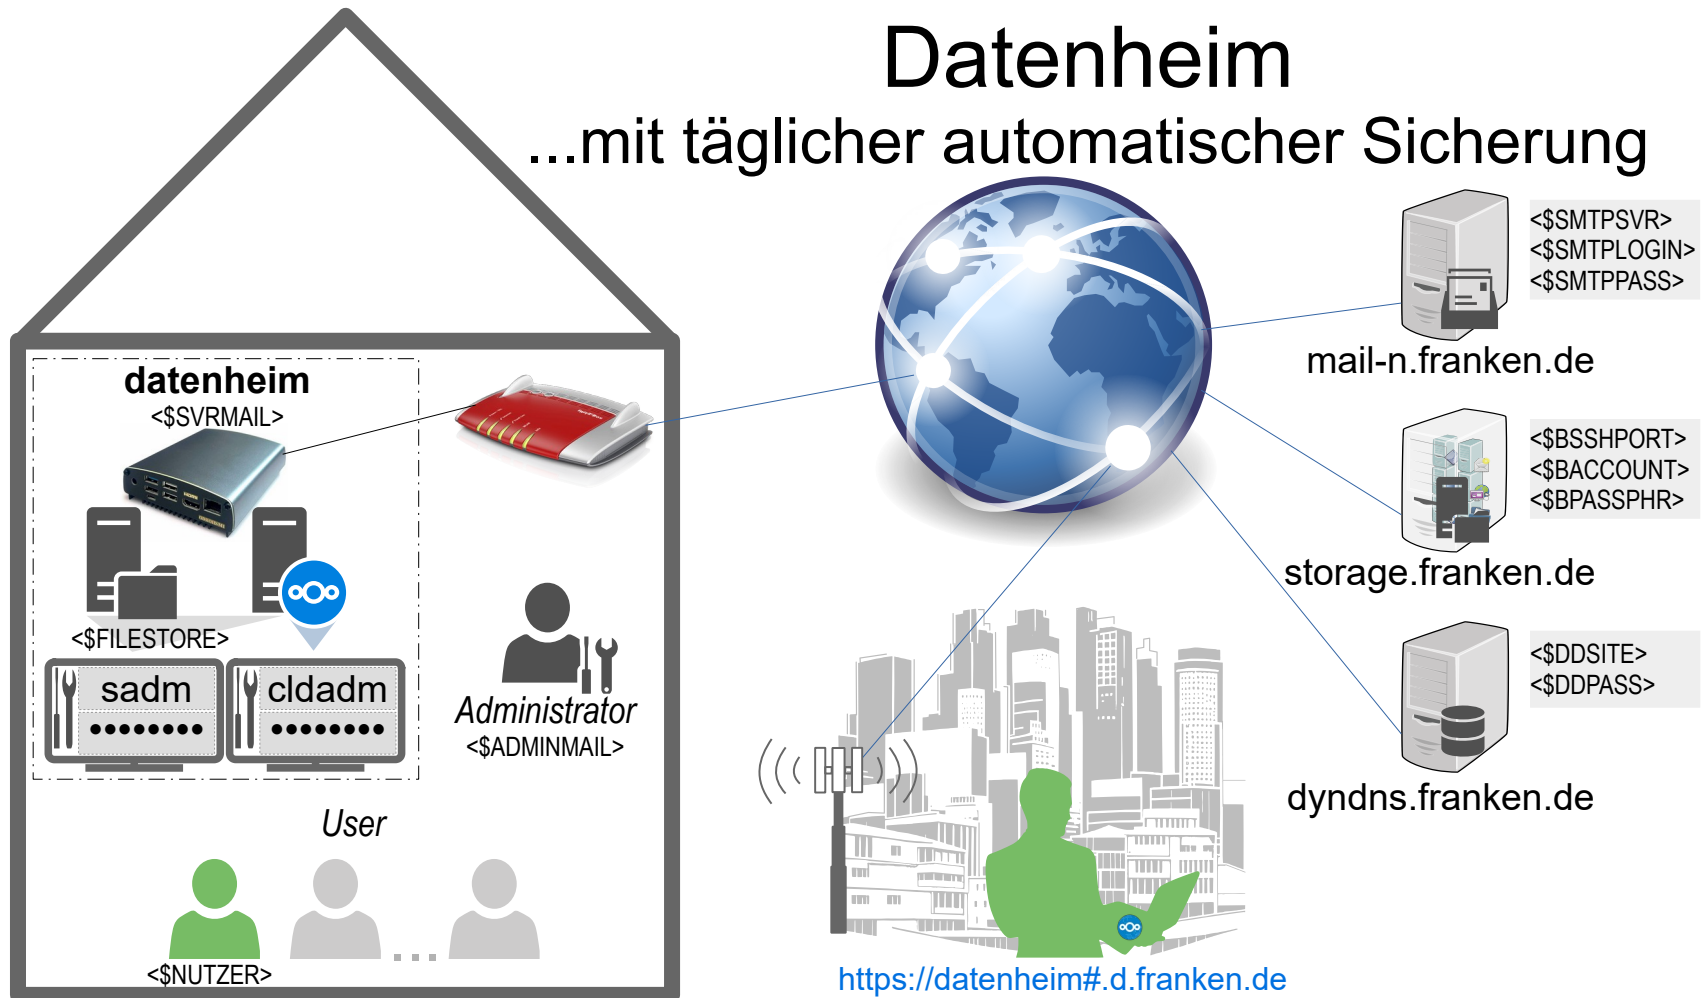 Datenheim
...mit täglicher automatischer Sicherung
datenheim
<$SVRMAIL>
<$FILESTORE>
sadm
●●●●●●●●
cldadm
●●●●●●●●
Administrator
<$ADMINMAIL>
User
...
<$NUTZER>
<$SMTPSVR>
<$SMTPLOGIN>
<$SMTPPASS>
mail-n.franken.de
<$BSSHPORT>
<$BACCOUNT>
<$BPASSPHR>
storage.franken.de
<$DDSITE>
<$DDPASS>
dyndns.franken.de
https://datenheim#.d.franken.de